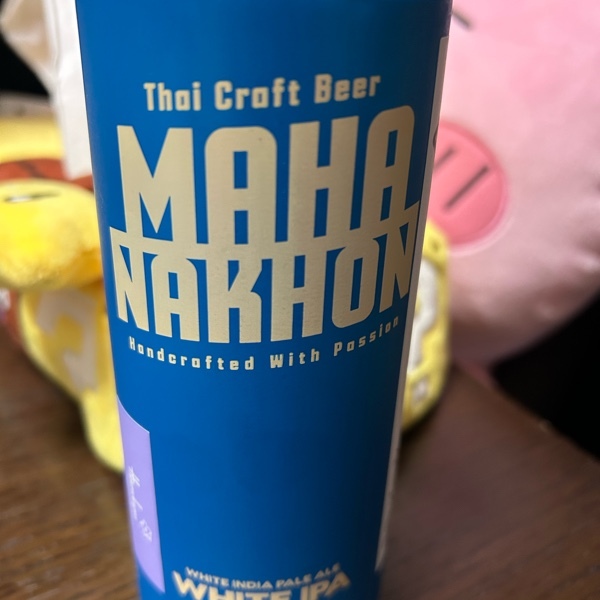 Thai Craft Beer
MAHA
NAKHON
Handcrafted With Passion
WHITE INDIA PALE ALE
WHITE IPA